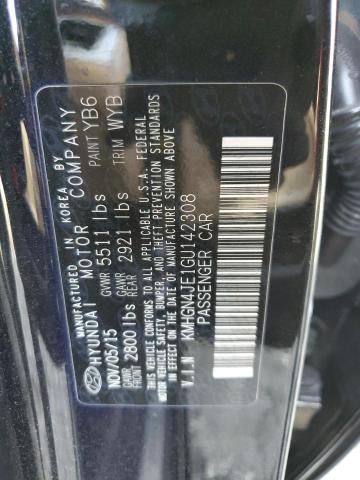 MANUFACTURED IN KOREA BY
HYUNDAI MOTOR COMPANY
NOV/05/15 GVWR 5511 lbs PAINT YB6
GAWR FRONT 2800 lbs GAWR REAR 2921 lbs TRIM WYB
THIS VEHICLE CONFORMS TO ALL APPLICABLE U.S.A. FEDERAL
MOTOR VEHICLE SAFETY, BUMPER, AND THEFT PREVENTION STANDARDS
IN EFFECT ON THE DATE OF MANUFACTURE SHOWN ABOVE
V.I.N KMHGN4JE1GU142308
PASSENGER CAR